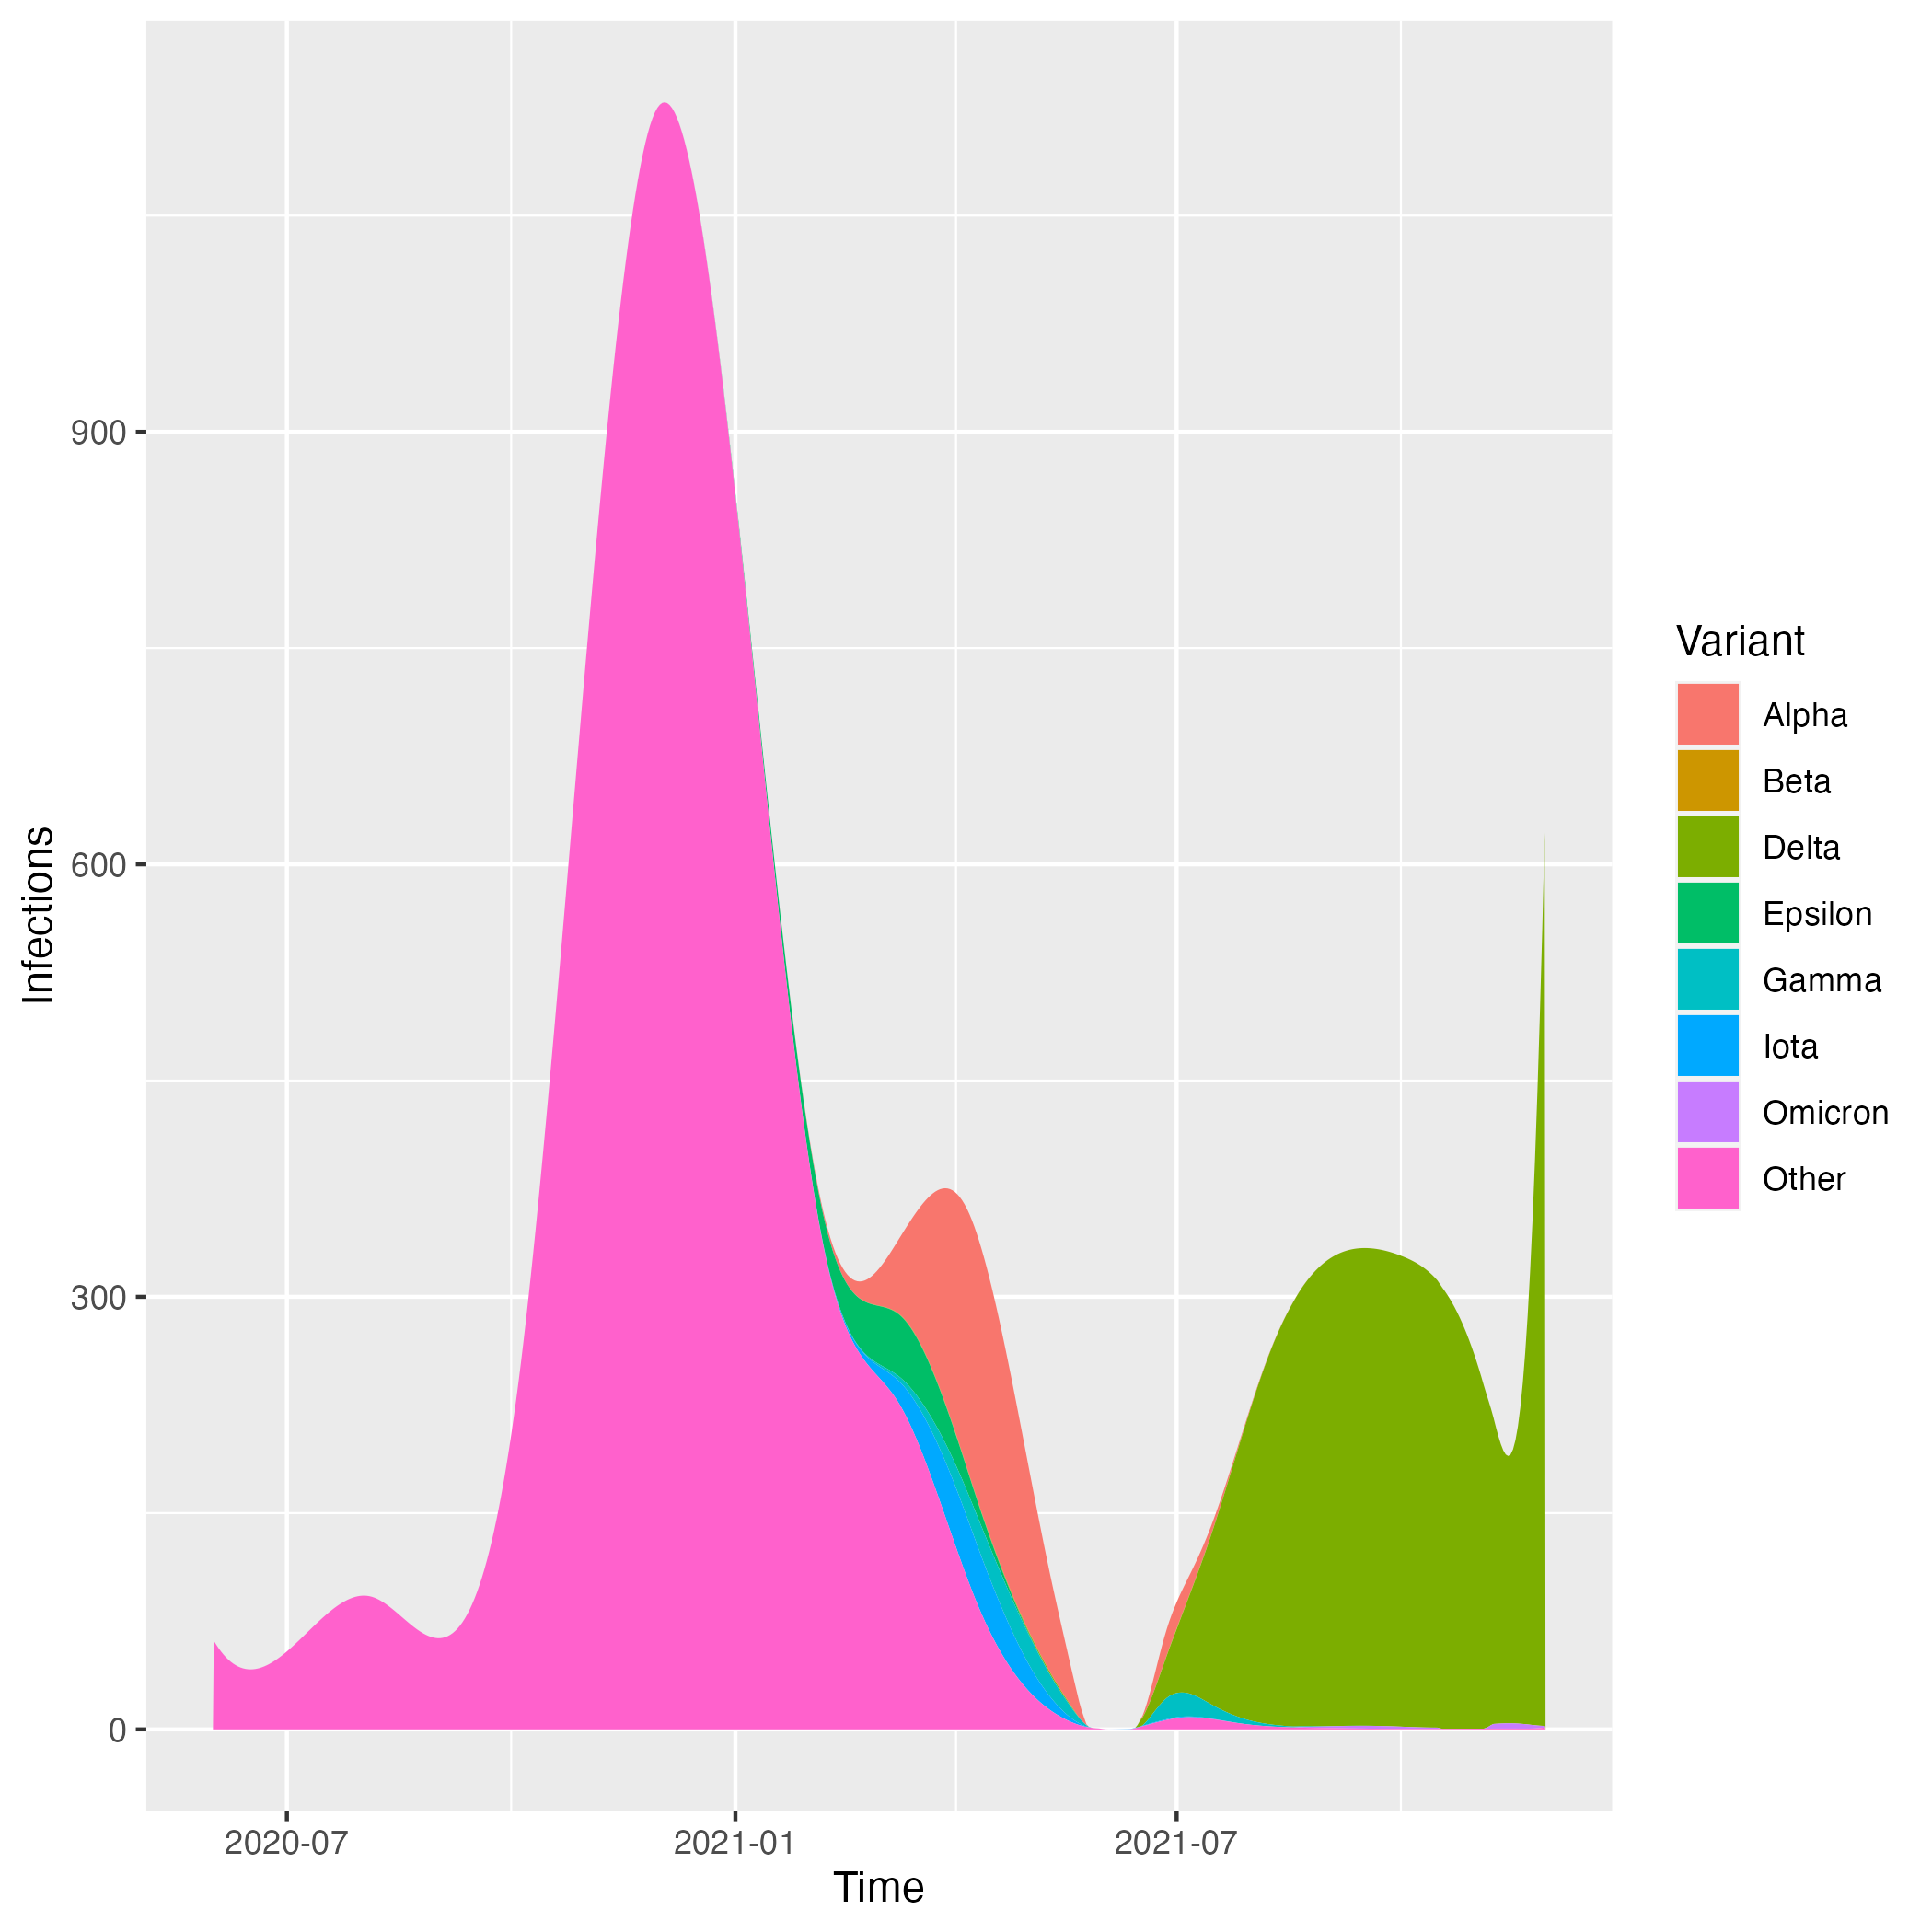 Infections
900
600
300
0
2020-07
2021-01
2021-07
Time
Variant
Alpha
Beta
Delta
Epsilon
Gamma
Iota
Omicron
Other